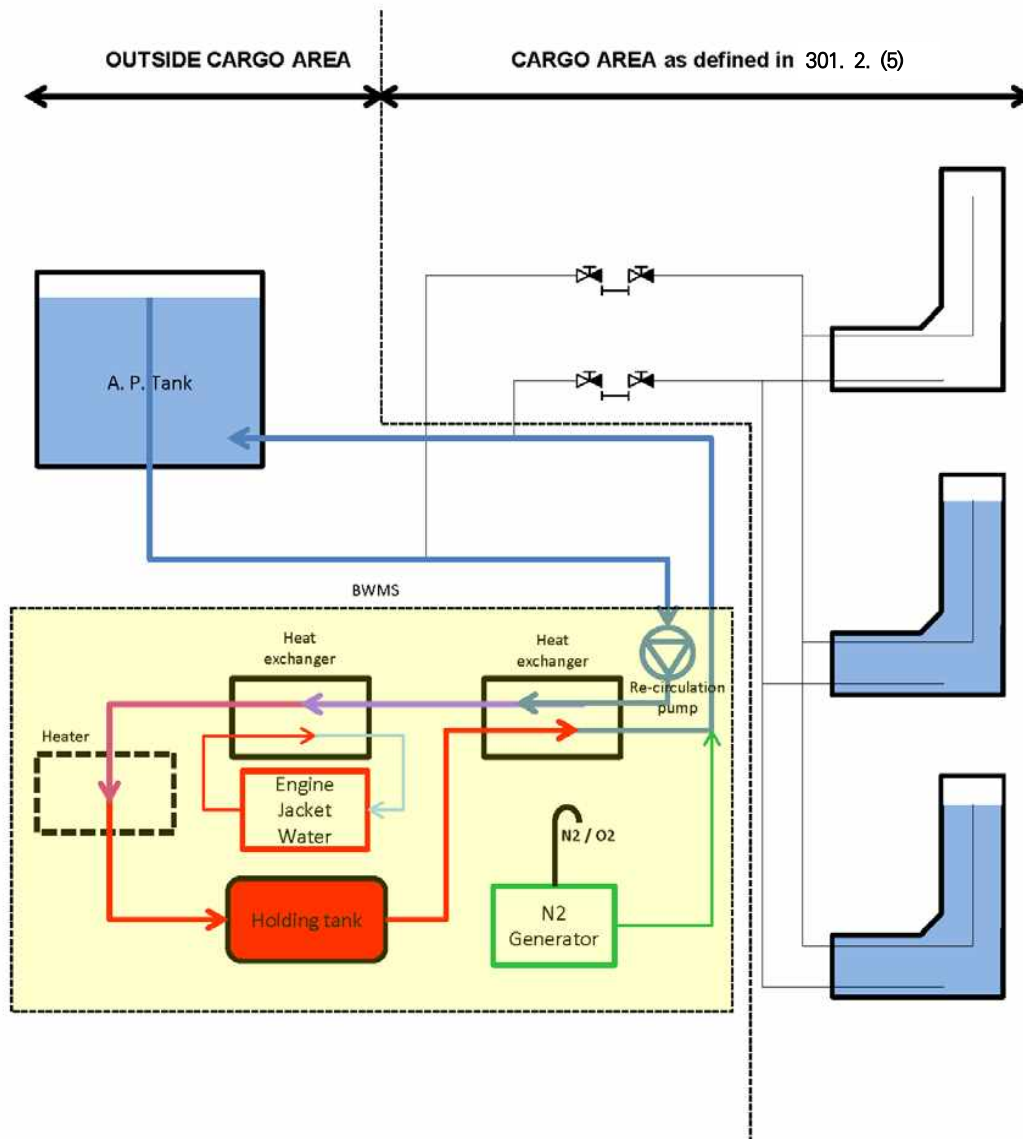 OUTSIDE CARGO AREA
CARGO AREA as defined in 301. 2. (5)
A. P. Tank
BWMS
Heat
exchanger
Heat
exchanger
Re-circulation
pump
Heater
Engine
Jacket
Water
N2 / O2
Holding tank
N2
Generator